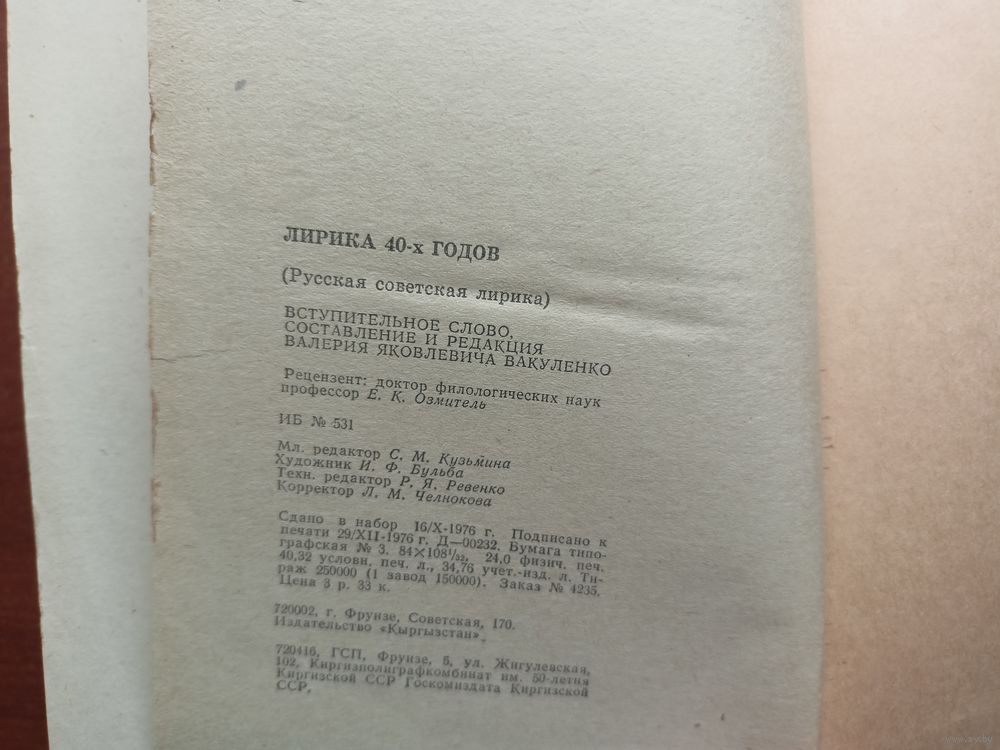 ЛИРИКА 40-х ГОДОВ
(Русская советская лирика)
ВСТУПИТЕЛЬНОЕ СЛОВО,
СОСТАВЛЕНИЕ И РЕДАКЦИЯ
ВАЛЕРИЯ ЯКОВЛЕВИЧА ВАКУЛЕНКО
Рецензент: доктор филологических наук
профессор Е. К. Озмитель
ИБ № 531
Мл. редактор С. М. Кузьмина
Художник И. Ф. Бульба
Техн. редактор Р. Я. Ревенко
Корректор Л. М. Челнокова
Сдано в набор 16/X-1976 г. Подписано к
печати 29/XII-1976 г. Д—00232. Бумага типо-
графская № 3. 84×108¹/₃₂, 24,0 физич. печ.
40,32 условн. печ. л., 34,76 учет.-изд. л. Ти-
раж 250000 (1 завод 150000). Заказ № 4235.
Цена 3 р. 33 к.
720002, г. Фрунзе, Советская, 170.
Издательство «Кыргызстан».
720416, ГСП, Фрунзе, 5, ул. Жигулевская,
102, Киргизполиграфкомбинат им. 50-летия
Киргизской ССР Госкомиздата Киргизской
ССР.
www.ay.by